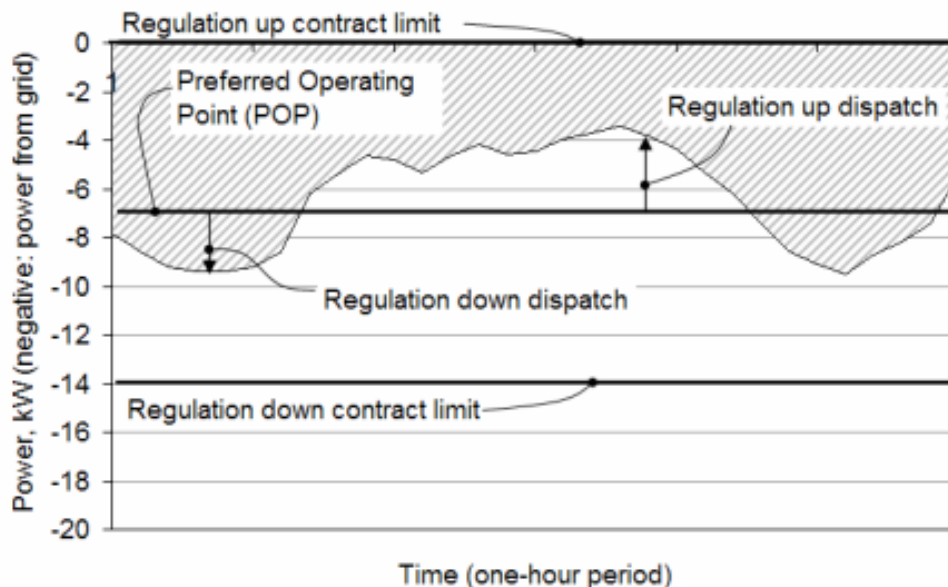 Regulation up contract limit
0
1
-2
Preferred Operating
Point (POP)
Regulation up dispatch
-4
-6
-8
-10
Regulation down dispatch
-12
-14
Regulation down contract limit
-16
-18
-20
Power, kW (negative: power from grid)
Time (one-hour period)